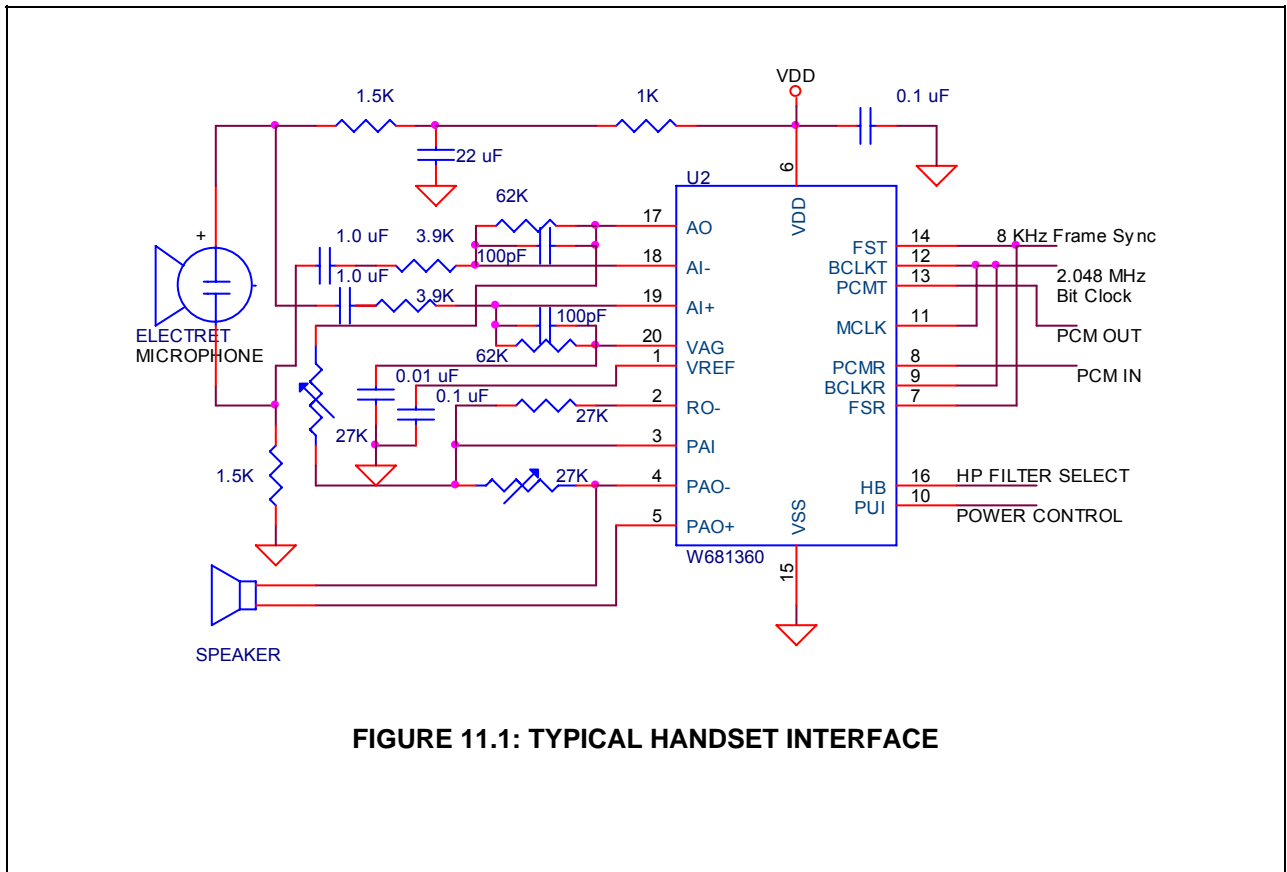 VDD
1.5K
1K
0.1 uF
22 uF
6
U2
62K
VDD
17
AO
14
FST
8 KHz Frame Sync
+
1.0 uF
3.9K
100pF
18
AI-
12
BCLKT
2.048 MHz
Bit Clock
13
PCMT
1.0 uF
3.9K
19
AI+
-
100pF
11
MCLK
PCM OUT
ELECTRET
MICROPHONE
62K
20
VAG
1
VREF
8
PCMR
PCM IN
9
BCLKR
0.01 uF
0.1 uF
2
RO-
7
FSR
27K
27K
3
PAI
1.5K
27K
4
PAO-
16
HB
HP FILTER SELECT
10
PUI
POWER CONTROL
5
PAO+
VSS
W681360
15
SPEAKER
FIGURE 11.1: TYPICAL HANDSET INTERFACE